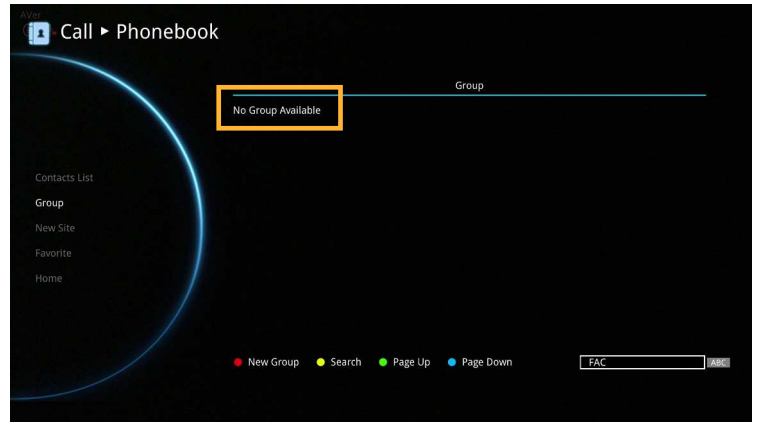 AVer
Call ► Phonebook
Group
No Group Available
Contacts List
Group
New Site
Favorite
Home
New Group Search Page Up Page Down FAC ABC